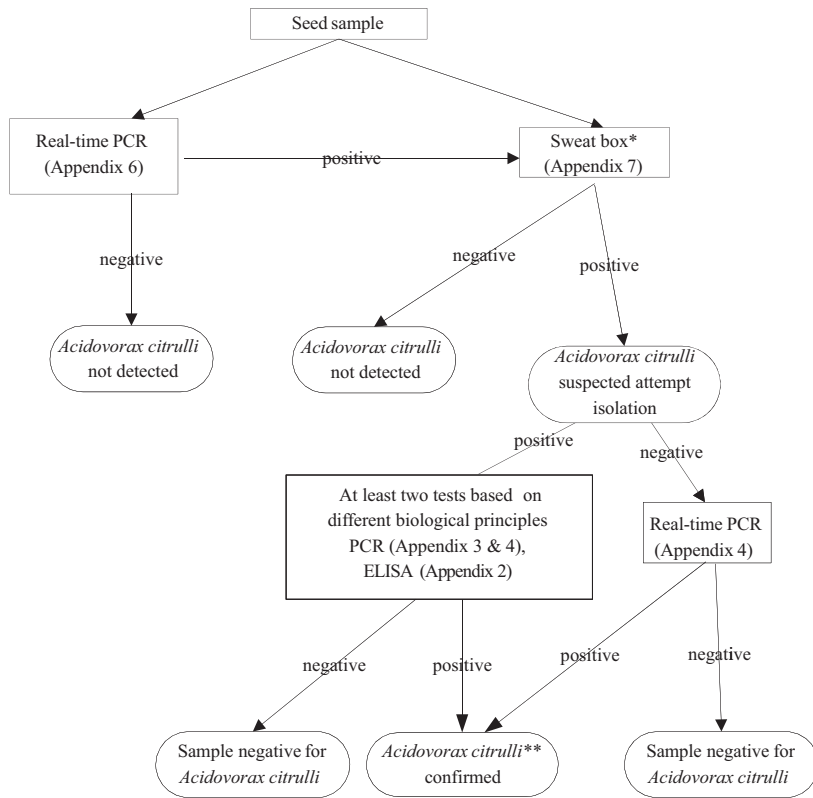 Seed sample
Real-time PCR
(Appendix 6)
positive
Sweat box*
(Appendix 7)
negative
negative
positive
Acidovorax citrulli
not detected
Acidovorax citrulli
not detected
Acidovorax citrulli
suspected attempt
isolation
positive
negative
At least two tests based on
different biological principles
PCR (Appendix 3 & 4),
ELISA (Appendix 2)
Real-time PCR
(Appendix 4)
negative
positive
positive
negative
Sample negative for
Acidovorax citrulli
Acidovorax citrulli**
confirmed
Sample negative for
Acidovorax citrulli